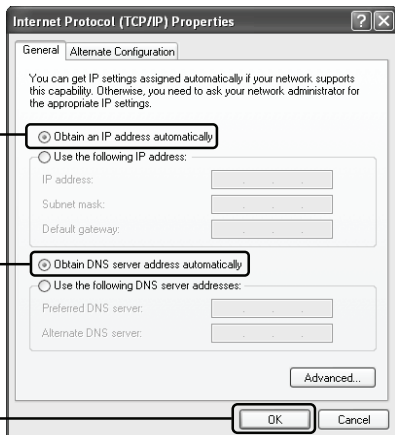 Internet Protocol (TCP/IP) Properties
General
Alternate Configuration
You can get IP settings assigned automatically if your network supports
this capability. Otherwise, you need to ask your network administrator for
the appropriate IP settings.
Obtain an IP address automatically
Use the following IP address:
IP address:
Subnet mask:
Default gateway:
Obtain DNS server address automatically
Use the following DNS server addresses:
Preferred DNS server:
Alternate DNS server:
Advanced...
OK
Cancel